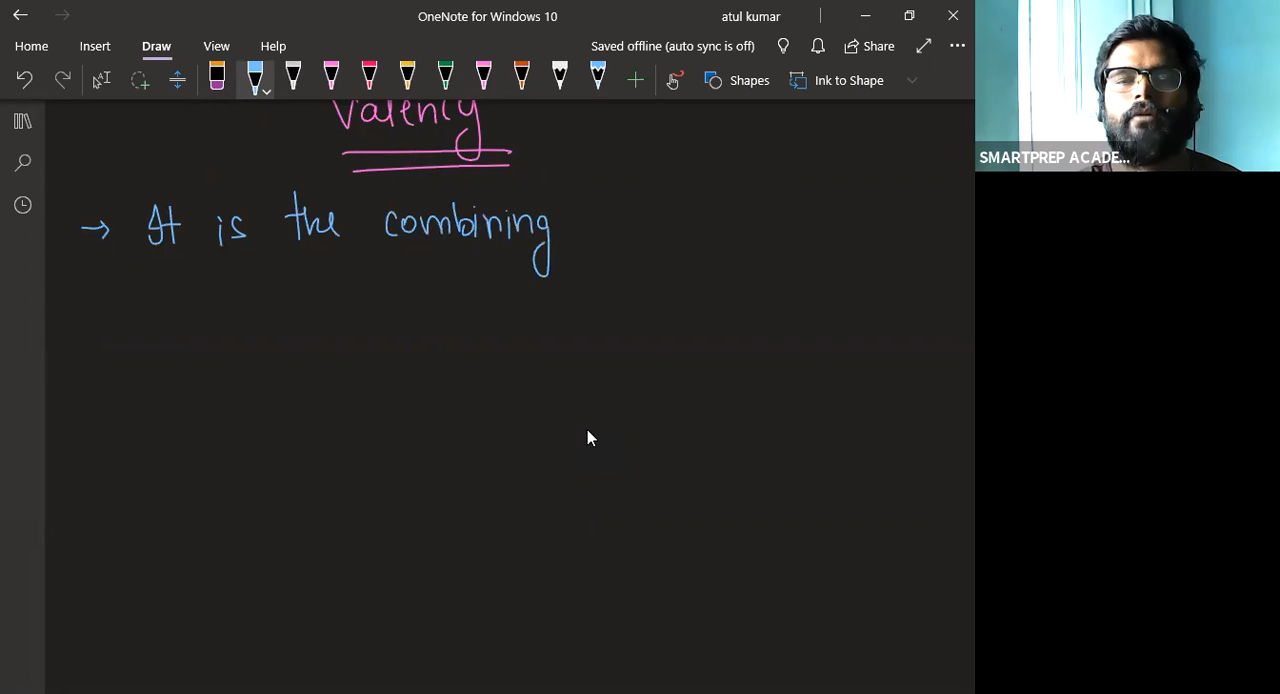 OneNote for Windows 10
atul kumar
Home
Insert
Draw
View
Help
Saved offline (auto sync is off)
Share
Shapes
Ink to Shape
SMARTPREP ACADE...
Valency
→ It is the combining